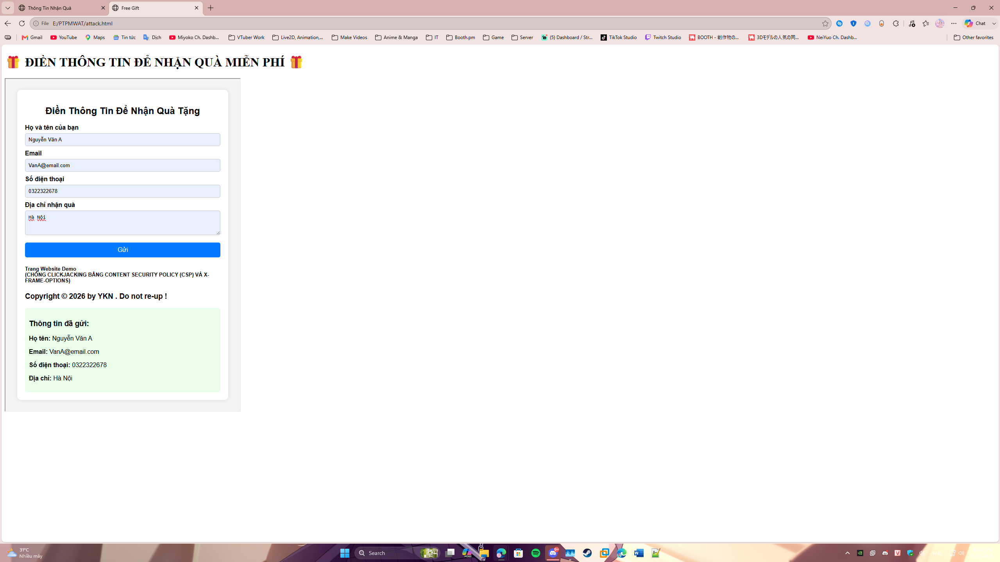 Thông Tin Nhận Quà
Free Gift
File E:/PTPMWAT/attack.html
Chat
Gmail YouTube Maps Tin tức Dịch Miyoko Ch. Dashb... VTuber Work Live2D, Animation,... Make Videos Anime & Manga IT Booth.pm Game Server (5) Dashboard / Str... TikTok Studio Twitch Studio BOOTH - 創作物の... 3Dモデルの人気の同... NeiYuo Ch. Dashb... Other favorites
ĐIỀN THÔNG TIN ĐỂ NHẬN QUÀ MIỄN PHÍ
Điền Thông Tin Để Nhận Quà Tặng
Họ và tên của bạn
Nguyễn Văn A
Email
VanA@email.com
Số điện thoại
0322322678
Địa chỉ nhận quà
Hà Nội
Gửi
Trang Website Demo
(CHỐNG CLICKJACKING BẰNG CONTENT SECURITY POLICY (CSP) VÀ X-
FRAME-OPTIONS)
Copyright © 2026 by YKN . Do not re-up !
Thông tin đã gửi:
Họ tên: Nguyễn Văn A
Email: VanA@email.com
Số điện thoại: 0322322678
Địa chỉ: Hà Nội
31°C
Nhiều mây
Search
M365
9+